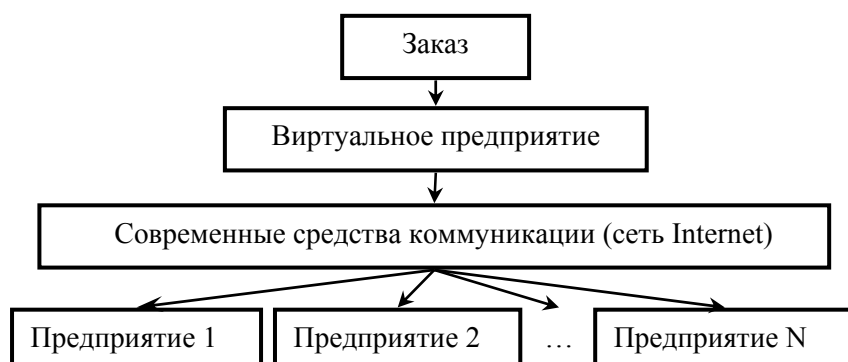 Заказ
Виртуальное предприятие
Современные средства коммуникации (сеть Internet)
Предприятие 1 Предприятие 2 … Предприятие N